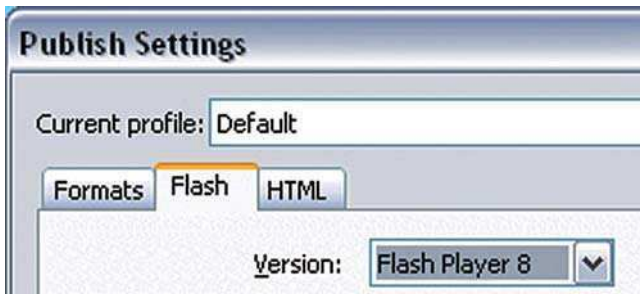 Publish Settings
Current profile: Default
Formats Flash HTML
Version: Flash Player 8